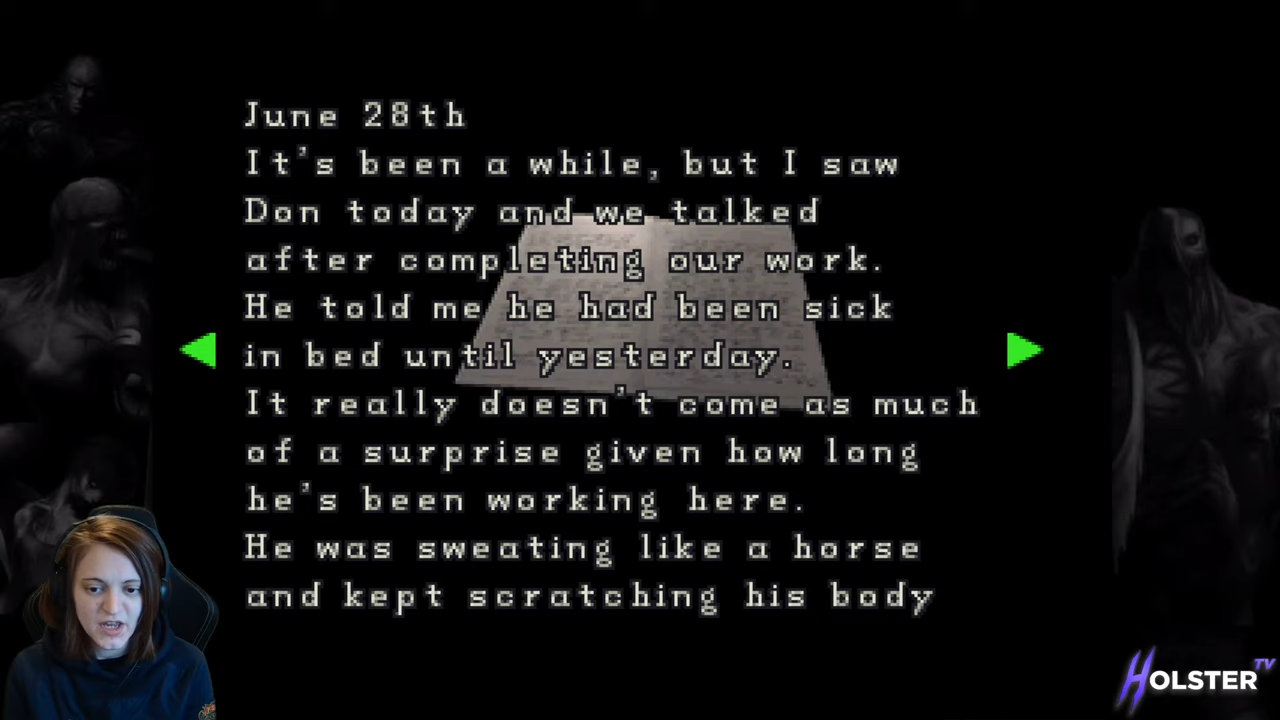 June 28th
It's been a while, but I saw
Don today and we talked
after completing our work.
He told me he had been sick
in bed until yesterday.
It really doesn't come as much
of a surprise given how long
he's been working here.
He was sweating like a horse
and kept scratching his body
HOLSTER TV